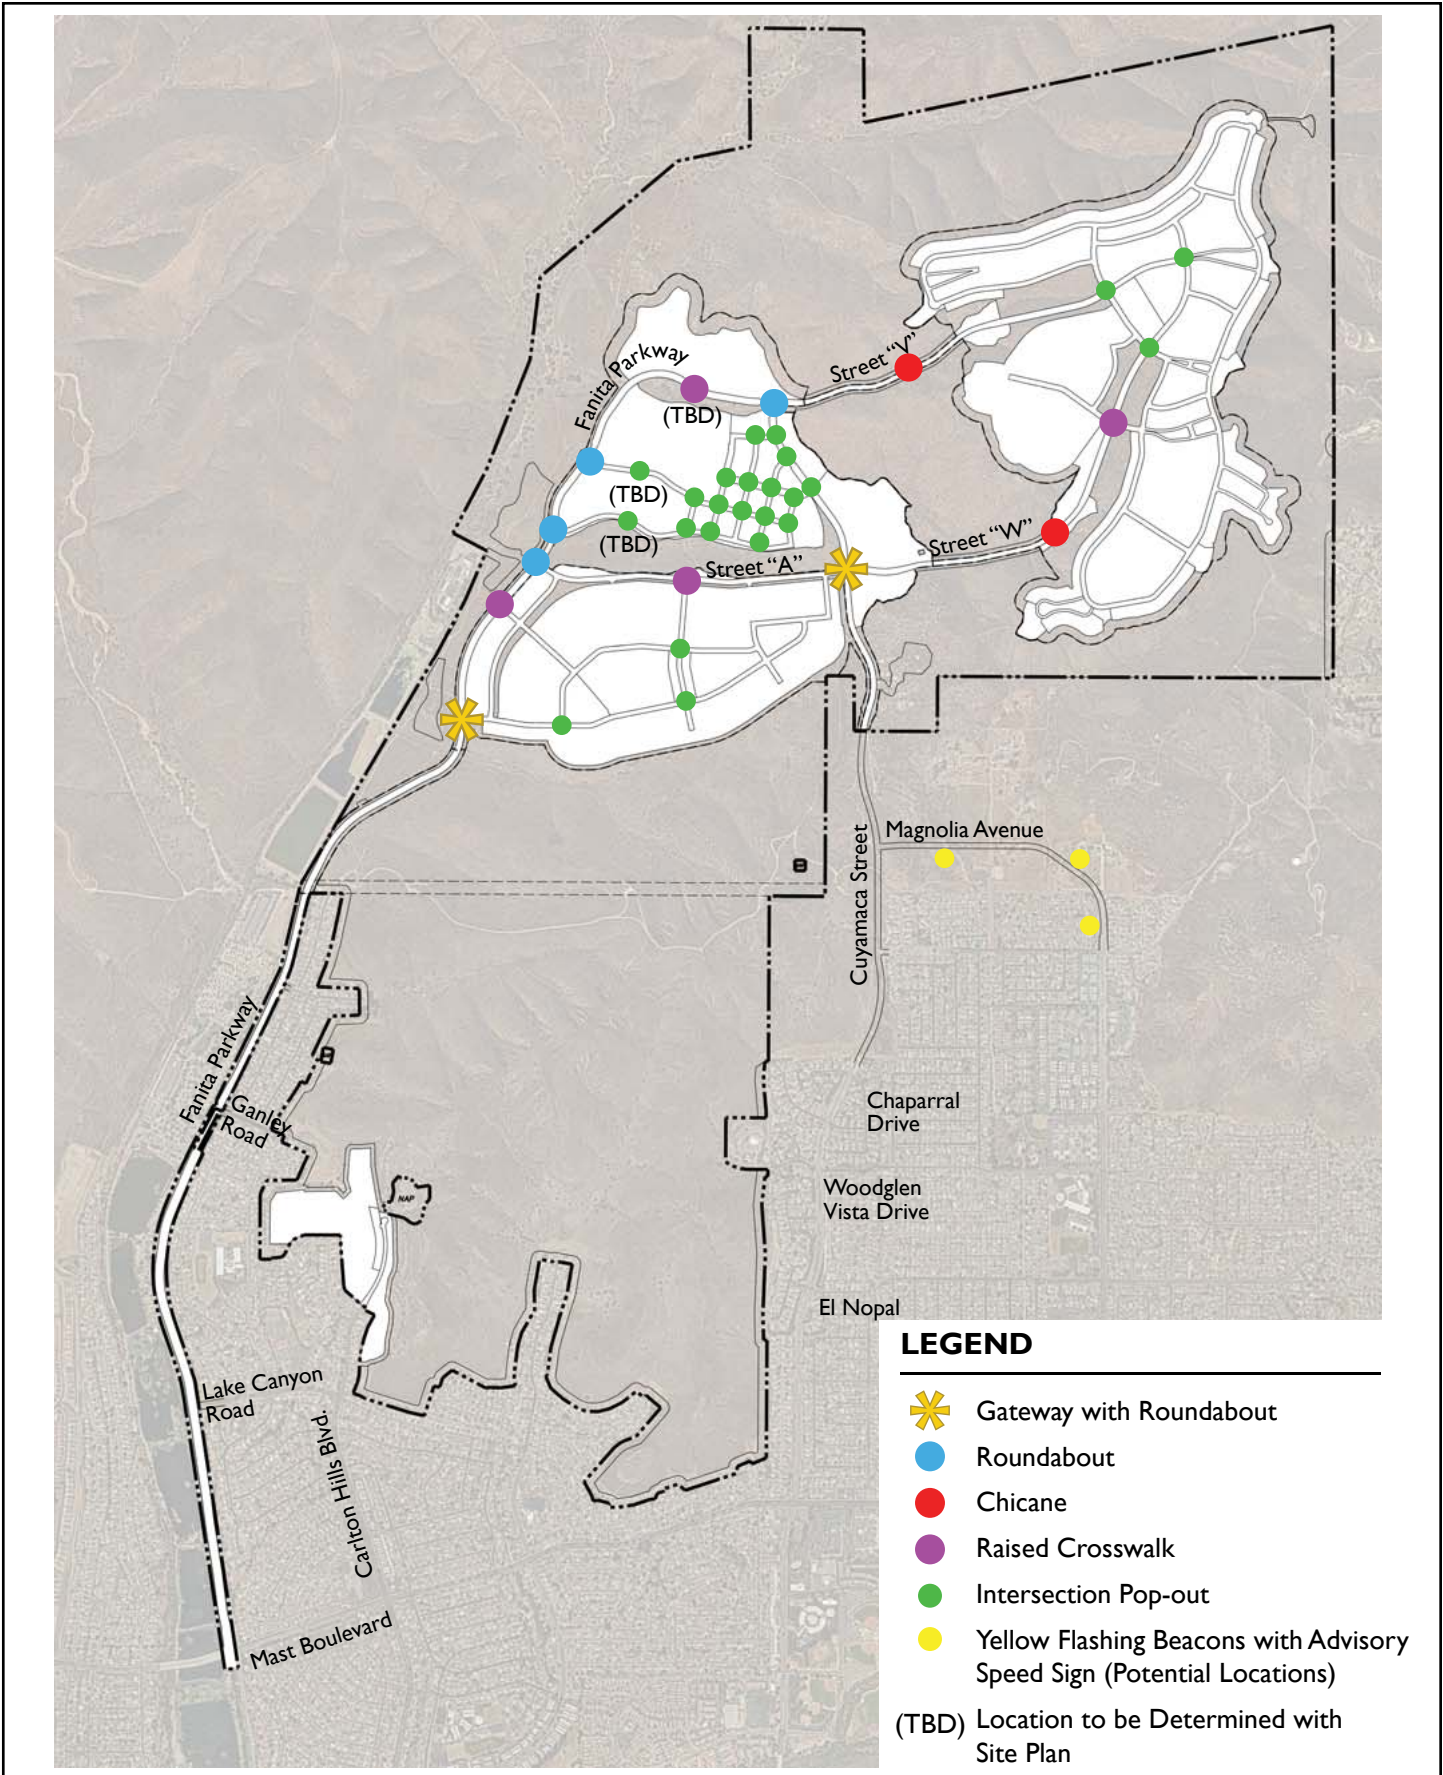 Street “V”
Fanita Parkway
(TBD)
(TBD)
(TBD)
Street “W”
Street “A”
Magnolia Avenue
Cuyamaca Street
Fanita Parkway
Ganley
Road
Chaparral
Drive
NAP
Woodglen
Vista Drive
El Nopal
Lake Canyon
Road
Carlton Hills Blvd.
Mast Boulevard
LEGEND
Gateway with Roundabout
Roundabout
Chicane
Raised Crosswalk
Intersection Pop-out
Yellow Flashing Beacons with Advisory
Speed Sign (Potential Locations)
(TBD) Location to be Determined with
Site Plan